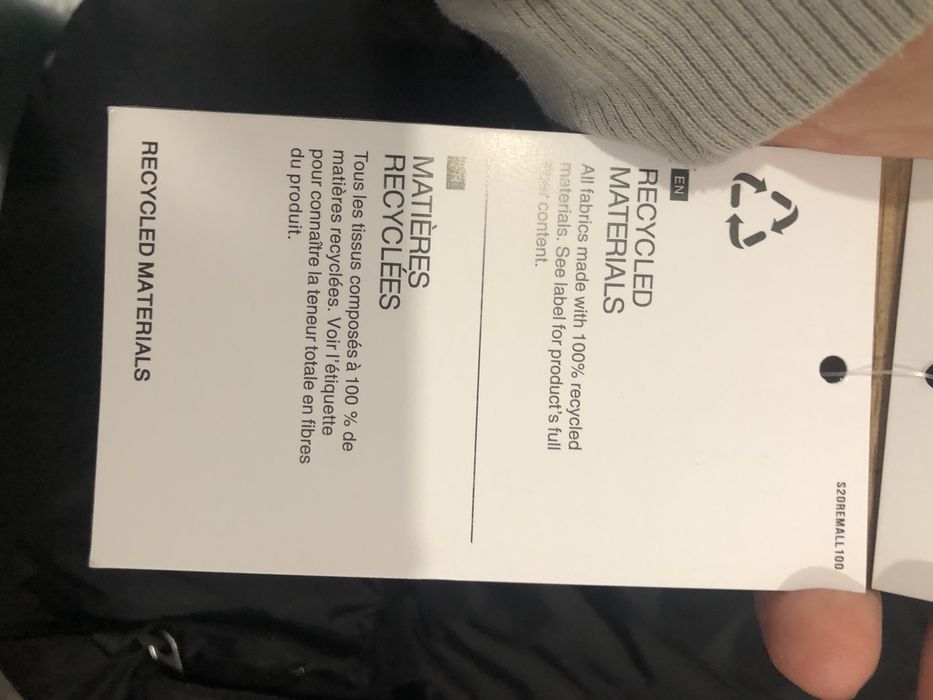 S20REMALL100
EN
RECYCLED
MATERIALS
All fabrics made with 100% recycled
materials. See label for product's full
fiber content.
MATIÈRES
RECYCLÉES
Tous les tissus composés à 100 % de
matières recyclées. Voir l'étiquette
pour connaître la teneur totale en fibres
du produit.
RECYCLED MATERIALS